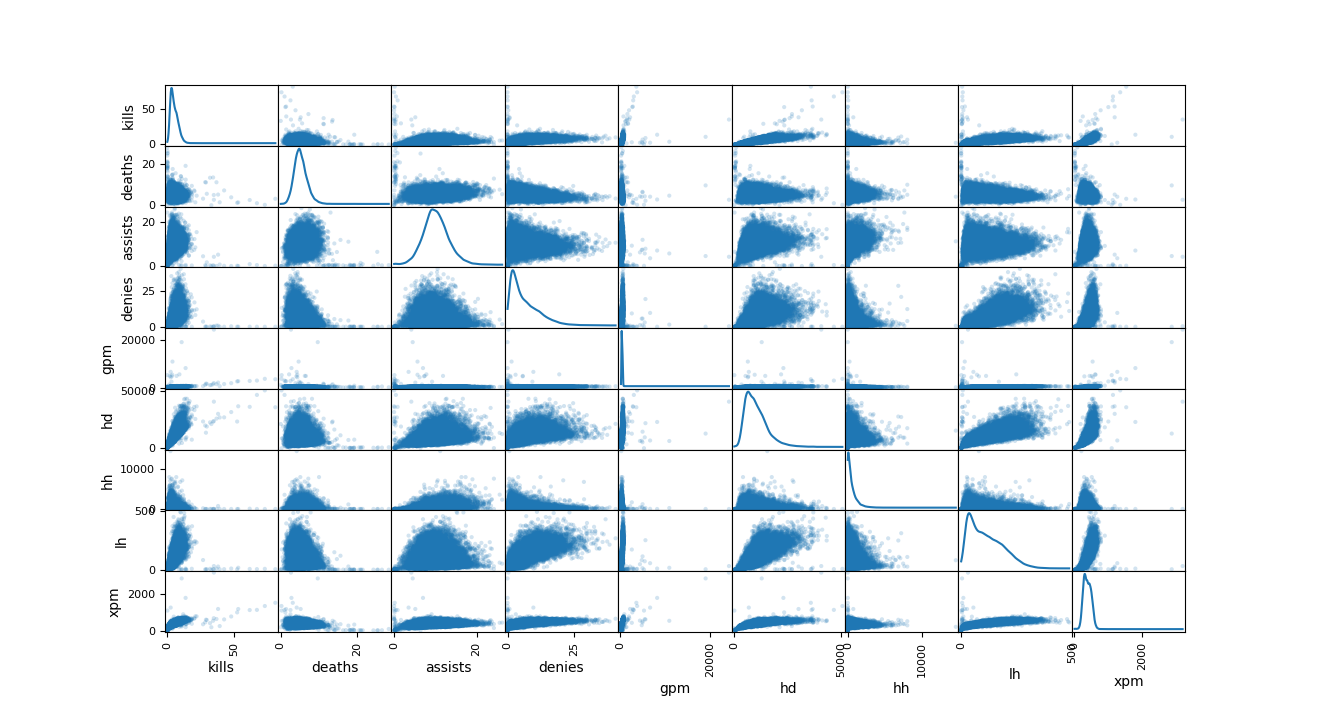 kills
50
0
deaths
20
0
assists
20
0
denies
25
0
gpm
20000
0
hd
50000
0
hh
10000
0
lh
500
0
xpm
2000
0
0 50 0 20 0 20 0 25 0 20000 0 50000 0 10000 0 500 0 2000
kills deaths assists denies gpm hd hh lh xpm